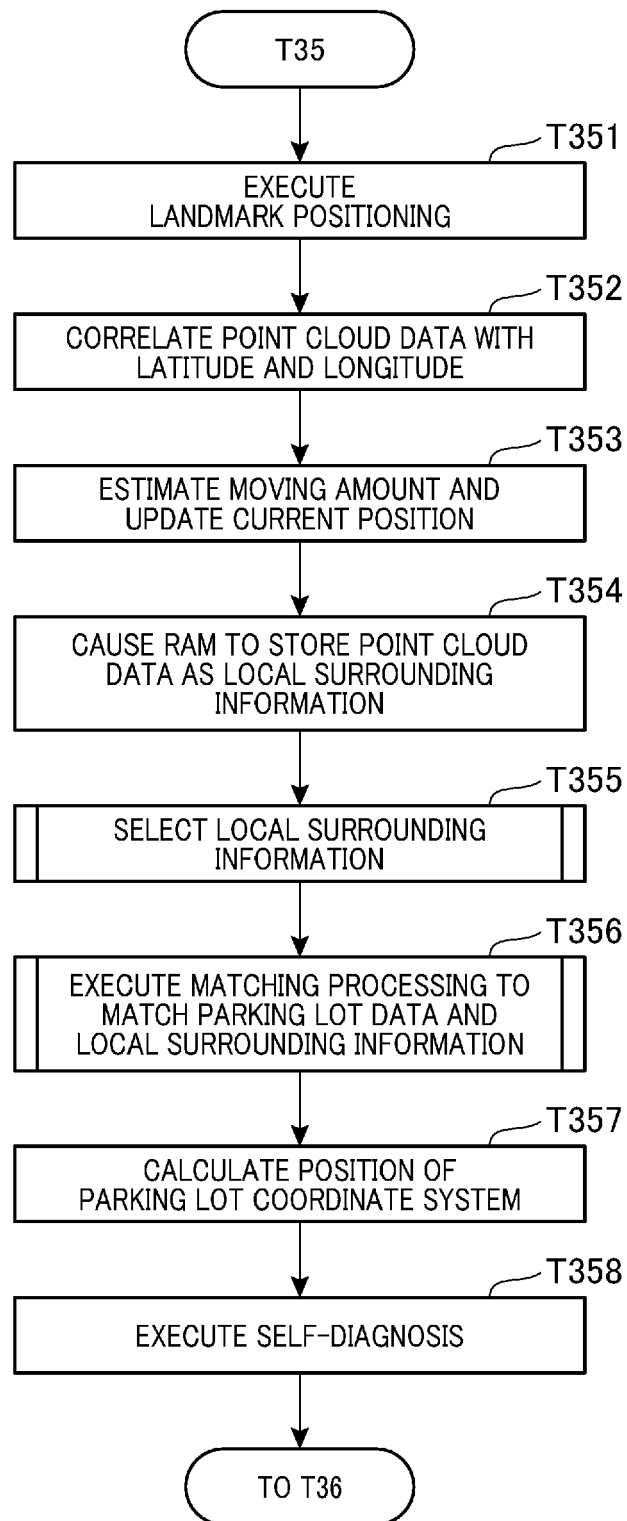 T35
T351
EXECUTE
LANDMARK POSITIONING
T352
CORRELATE POINT CLOUD DATA WITH
LATITUDE AND LONGITUDE
T353
ESTIMATE MOVING AMOUNT AND
UPDATE CURRENT POSITION
T354
CAUSE RAM TO STORE POINT CLOUD
DATA AS LOCAL SURROUNDING
INFORMATION
T355
SELECT LOCAL SURROUNDING
INFORMATION
T356
EXECUTE MATCHING PROCESSING TO
MATCH PARKING LOT DATA AND
LOCAL SURROUNDING INFORMATION
T357
CALCULATE POSITION OF
PARKING LOT COORDINATE SYSTEM
T358
EXECUTE SELF-DIAGNOSIS
TO T36